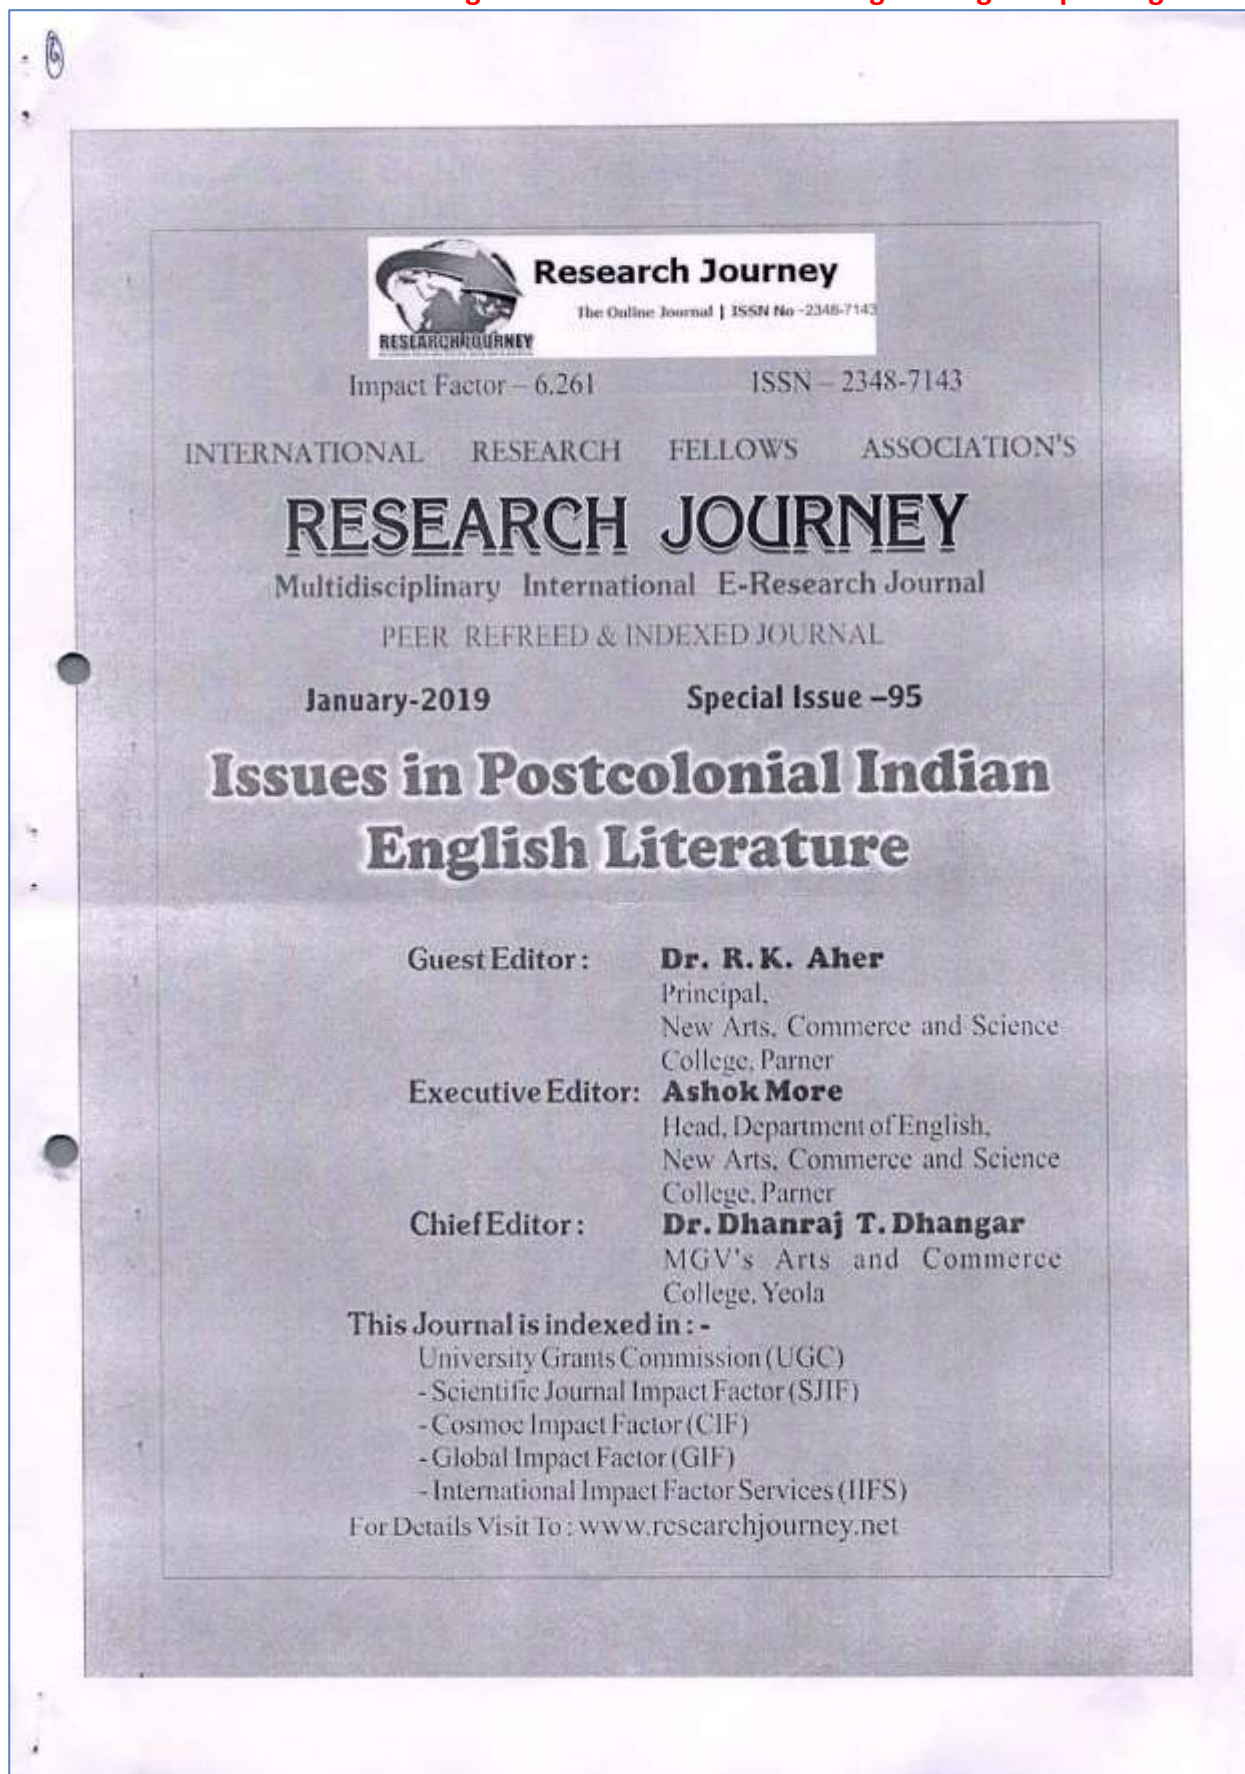 Research Journey
The Online Journal | ISSN No -2348-7143
RESEARCHJOURNEY
Impact Factor – 6.261 ISSN – 2348-7143
INTERNATIONAL RESEARCH FELLOWS ASSOCIATION'S
RESEARCH JOURNEY
Multidisciplinary International E-Research Journal
PEER REFREED & INDEXED JOURNAL
January-2019 Special Issue –95
Issues in Postcolonial Indian
English Literature
Guest Editor : Dr. R.K. Aher
Principal,
New Arts, Commerce and Science
College, Parner
Executive Editor: Ashok More
Head, Department of English,
New Arts, Commerce and Science
College, Parner
Chief Editor : Dr. Dhanraj T. Dhangar
MGV's Arts and Commerce
College, Yeola
This Journal is indexed in : -
University Grants Commission (UGC)
- Scientific Journal Impact Factor (SJIF)
- Cosmoc Impact Factor (CIF)
- Global Impact Factor (GIF)
- International Impact Factor Services (IIFS)
For Details Visit To : www.researchjourney.net